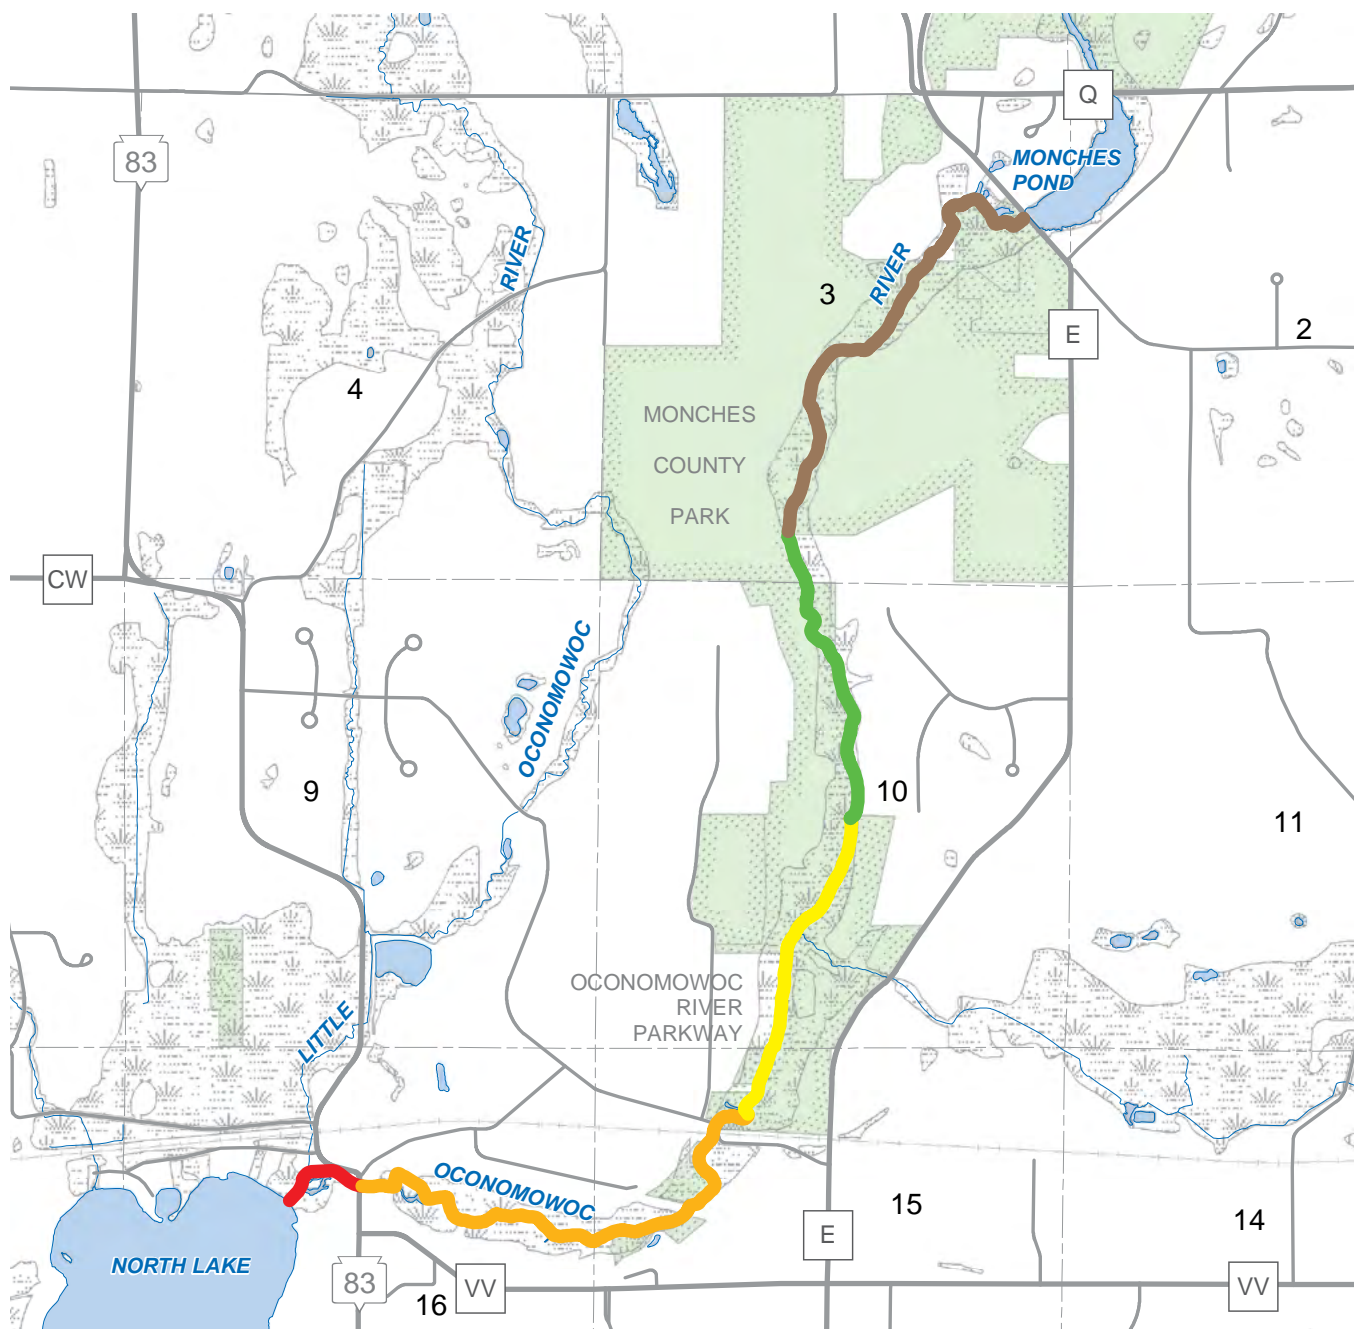 Q
83
MONCHES
POND
RIVER
RIVER
3
2
E
4
MONCHES
COUNTY
PARK
CW
OCONOMOWOC
9
10
11
OCONOMOWOC
RIVER
PARKWAY
LITTLE
OCONOMOWOC
15
14
E
NORTH LAKE
83
VV
VV
16